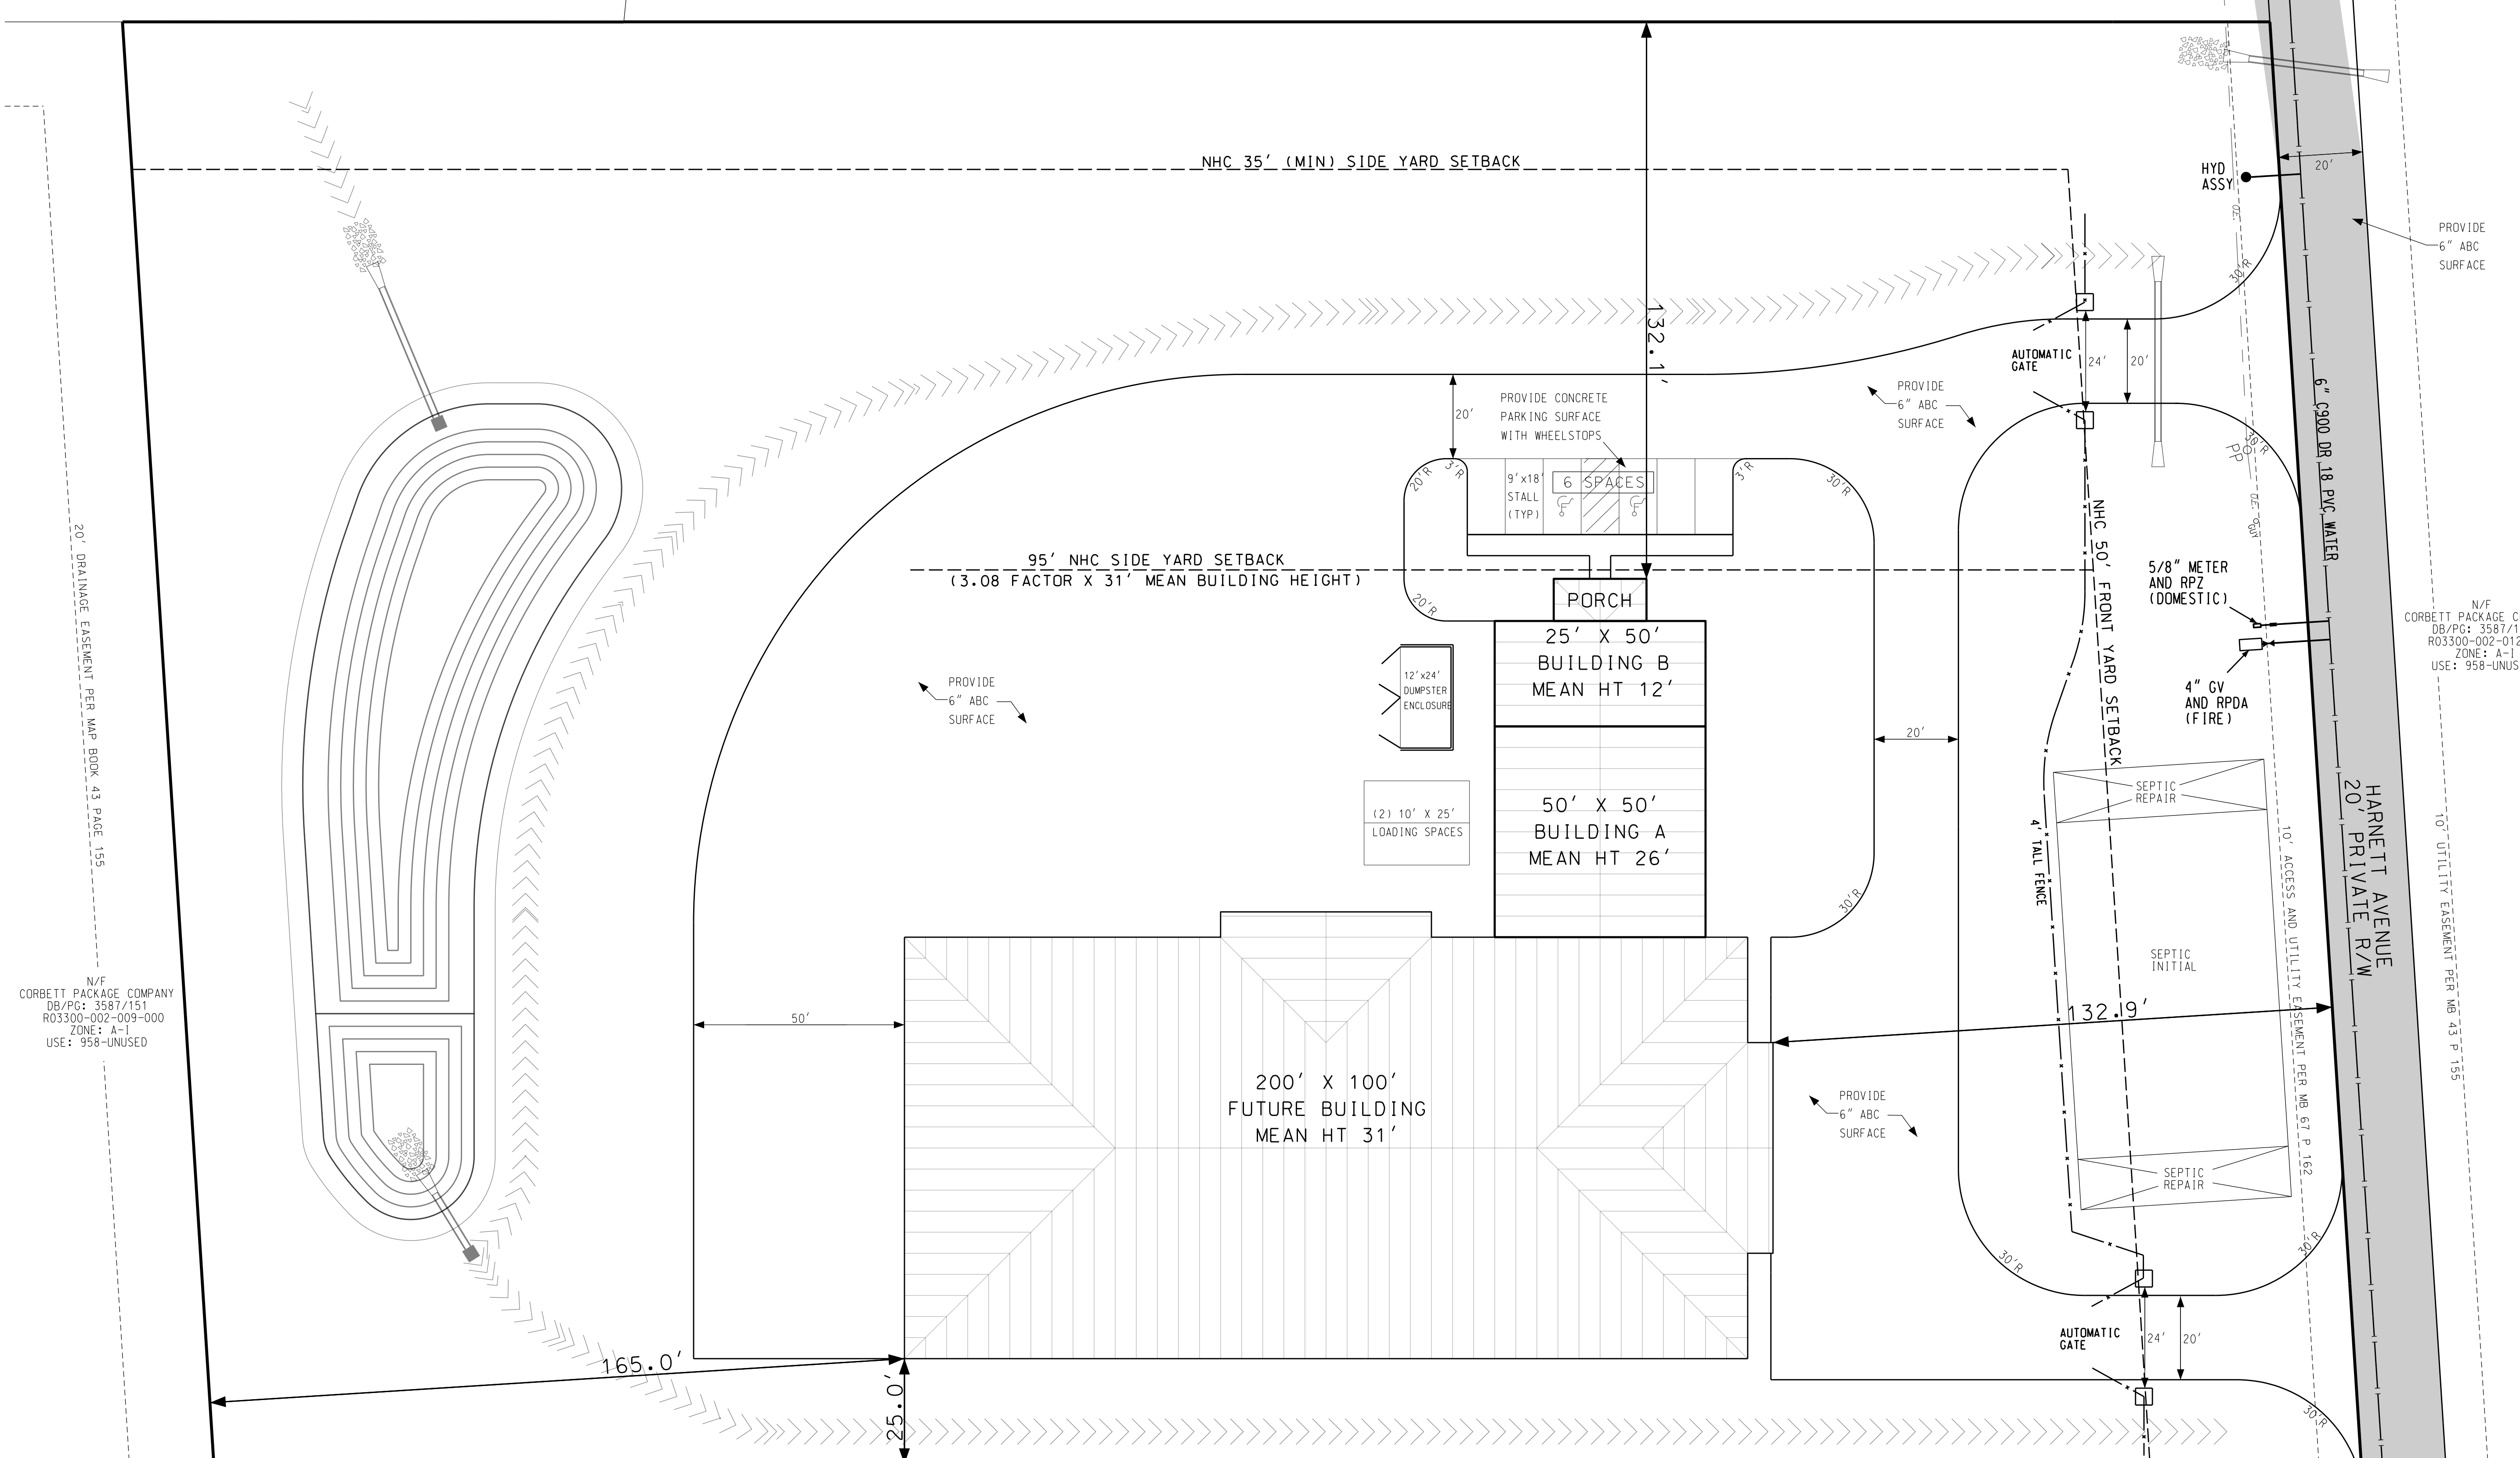 NHC 35' (MIN) SIDE YARD SETBACK
HYD
ASSY
20'
PROVIDE
6" ABC
SURFACE
O.E.
30'R
132.1'
AUTOMATIC
GATE
24'
20'
6" C900 DR 18 PVC WATER
PROVIDE CONCRETE
PARKING SURFACE
WITH WHEELSTOPS
PROVIDE
6" ABC
SURFACE
20'
30'R
PP
20'R
3'R
9'x18'
STALL
(TYP)
6 SPACES
3'R
30'R
O.E.
GUY
NHC 50' FRONT YARD SETBACK
20' DRAINAGE EASEMENT PER MAP BOOK 43 PAGE 155
95' NHC SIDE YARD SETBACK
(3.08 FACTOR X 31' MEAN BUILDING HEIGHT)
20'R
PORCH
5/8" METER
AND RPZ
(DOMESTIC)
N/F
CORBETT PACKAGE C
DB/PG: 3587/1
R03300-002-012
ZONE: A-I
USE: 958-UNUS
25' X 50'
BUILDING B
MEAN HT 12'
12'x24'
DUMPSTER
ENCLOSURE
PROVIDE
6" ABC
SURFACE
4" GV
AND RPDA
(FIRE)
20'
SEPTIC
REPAIR
(2) 10' X 25'
LOADING SPACES
50' X 50'
BUILDING A
MEAN HT 26'
4' TALL FENCE
HARNETT AVENUE
20' PRIVATE R/W
10' ACCESS AND UTILITY EASEMENT PER MB 67 P 162
10' UTILITY EASEMENT PER MB 43 P 155
30'R
SEPTIC
INITIAL
N/F
CORBETT PACKAGE COMPANY
DB/PG: 3587/151
R03300-002-009-000
ZONE: A-I
USE: 958-UNUSED
50'
132.9'
200' X 100'
FUTURE BUILDING
MEAN HT 31'
PROVIDE
6" ABC
SURFACE
SEPTIC
REPAIR
30'R
30'R
AUTOMATIC
GATE
24'
20'
165.0'
25.0'
30'R